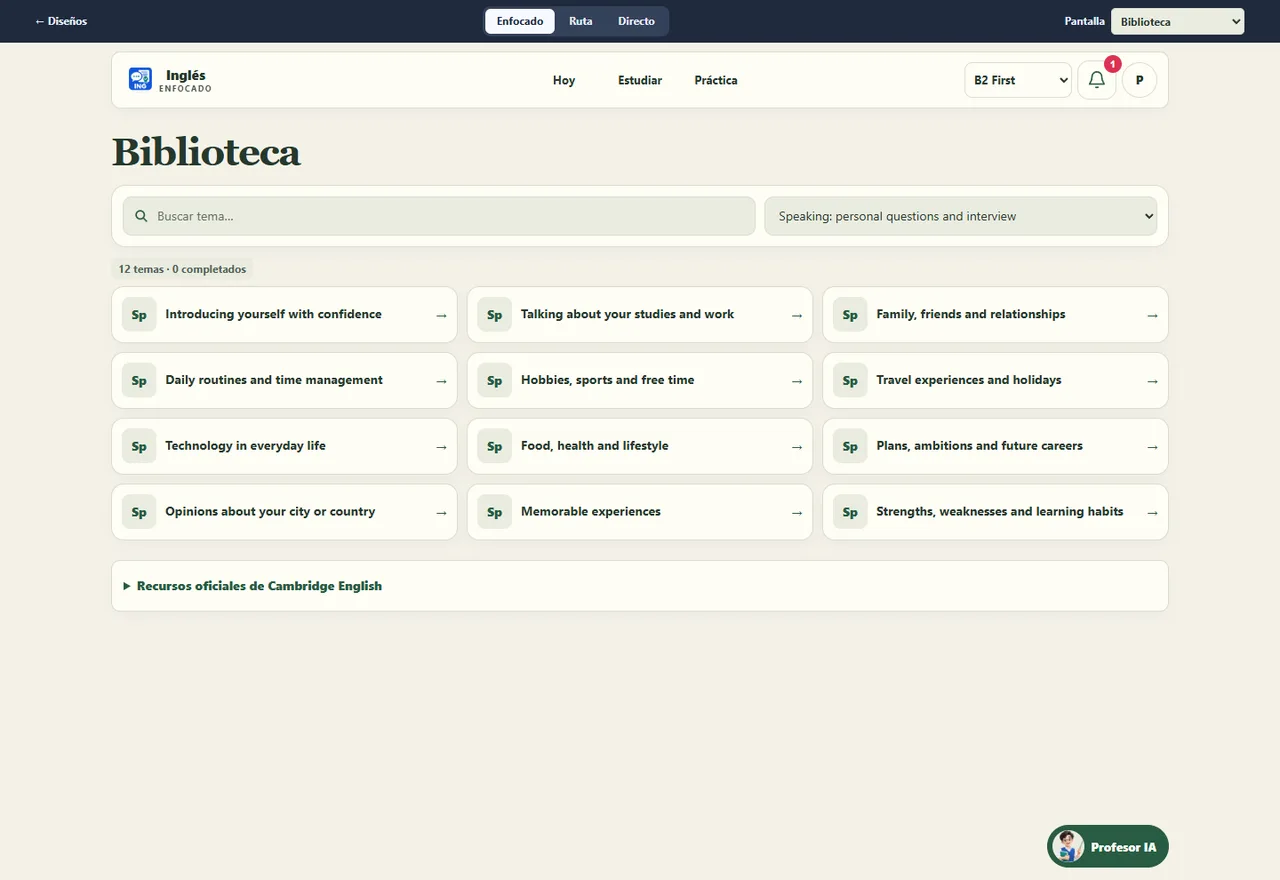 ← Diseños
Enfocado
Ruta
Directo
Pantalla
Biblioteca
ING
Inglés
ENFOCADO
Hoy
Estudiar
Práctica
B2 First
1
P
Biblioteca
Buscar tema...
Speaking: personal questions and interview
12 temas · 0 completados
Sp Introducing yourself with confidence →
Sp Talking about your studies and work →
Sp Family, friends and relationships →
Sp Daily routines and time management →
Sp Hobbies, sports and free time →
Sp Travel experiences and holidays →
Sp Technology in everyday life →
Sp Food, health and lifestyle →
Sp Plans, ambitions and future careers →
Sp Opinions about your city or country →
Sp Memorable experiences →
Sp Strengths, weaknesses and learning habits →
Recursos oficiales de Cambridge English
Profesor IA